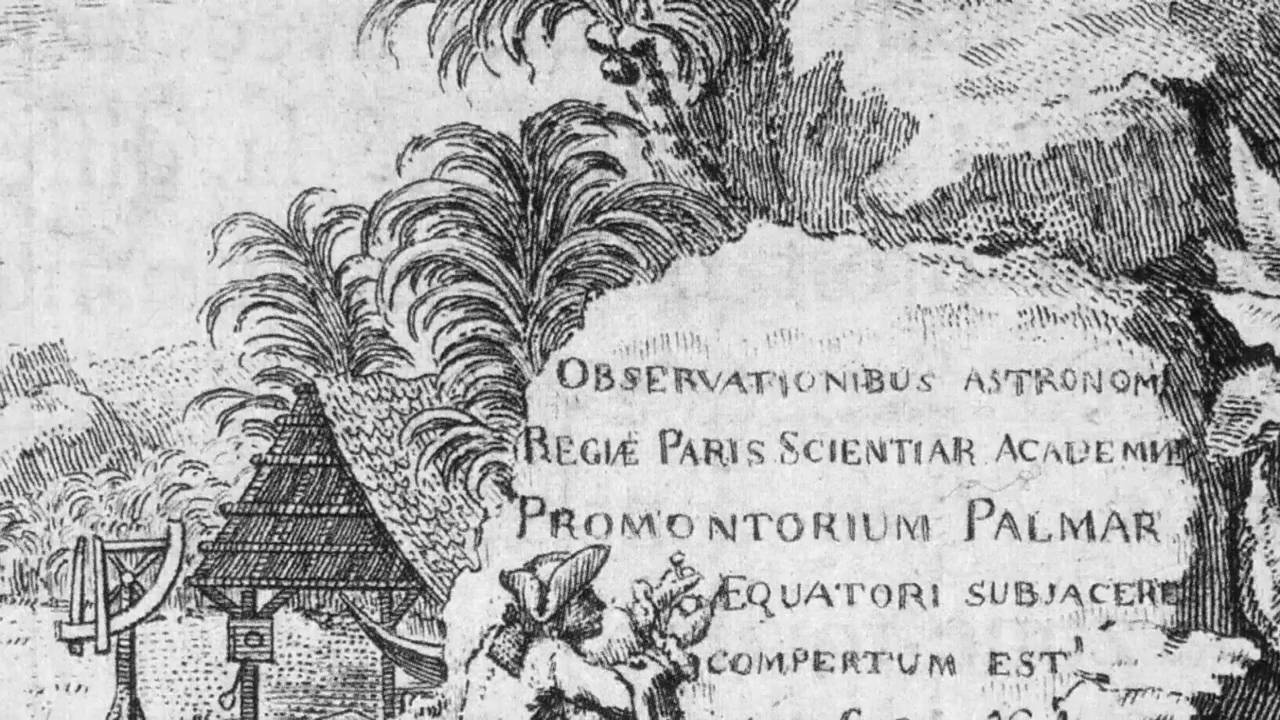 OBSERVATIONIBUS ASTRONOM
REGIÆ PARIS SCIENTIAR ACADEMIÆ
PROMONTORIUM PALMAR
ÆQUATORI SUBJACERE
COMPERTUM EST